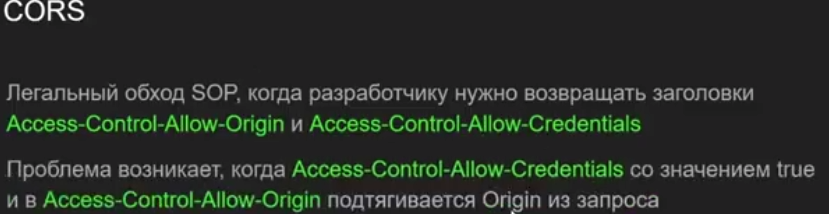 CORS
Легальный обход SOP, когда разработчику нужно возвращать заголовки
Access-Control-Allow-Origin и Access-Control-Allow-Credentials
Проблема возникает, когда Access-Control-Allow-Credentials со значением true
и в Access-Control-Allow-Origin подтягивается Origin из запроса